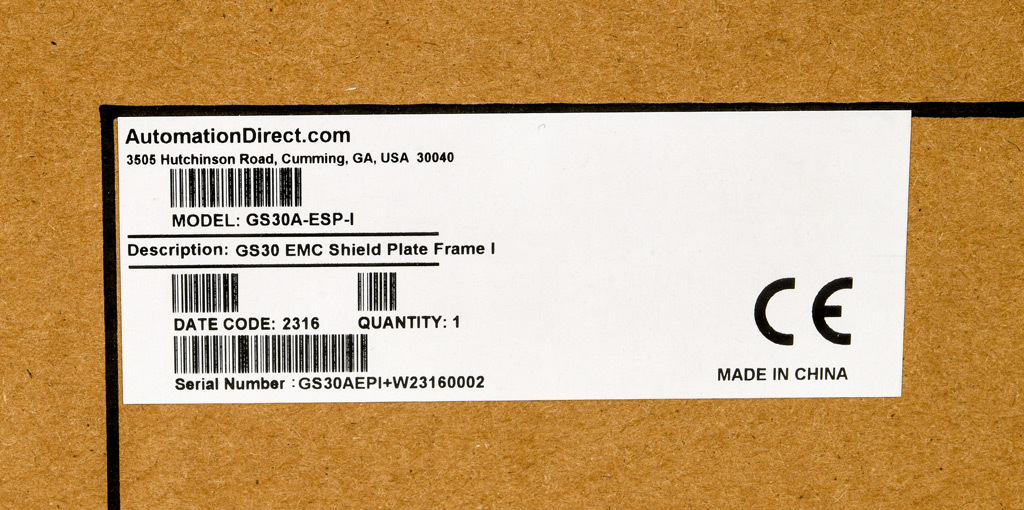 AutomationDirect.com
3505 Hutchinson Road, Cumming, GA, USA 30040
MODEL: GS30A-ESP-I
Description: GS30 EMC Shield Plate Frame I
DATE CODE: 2316 QUANTITY: 1
Serial Number :GS30AEPI+W23160002
CE
MADE IN CHINA